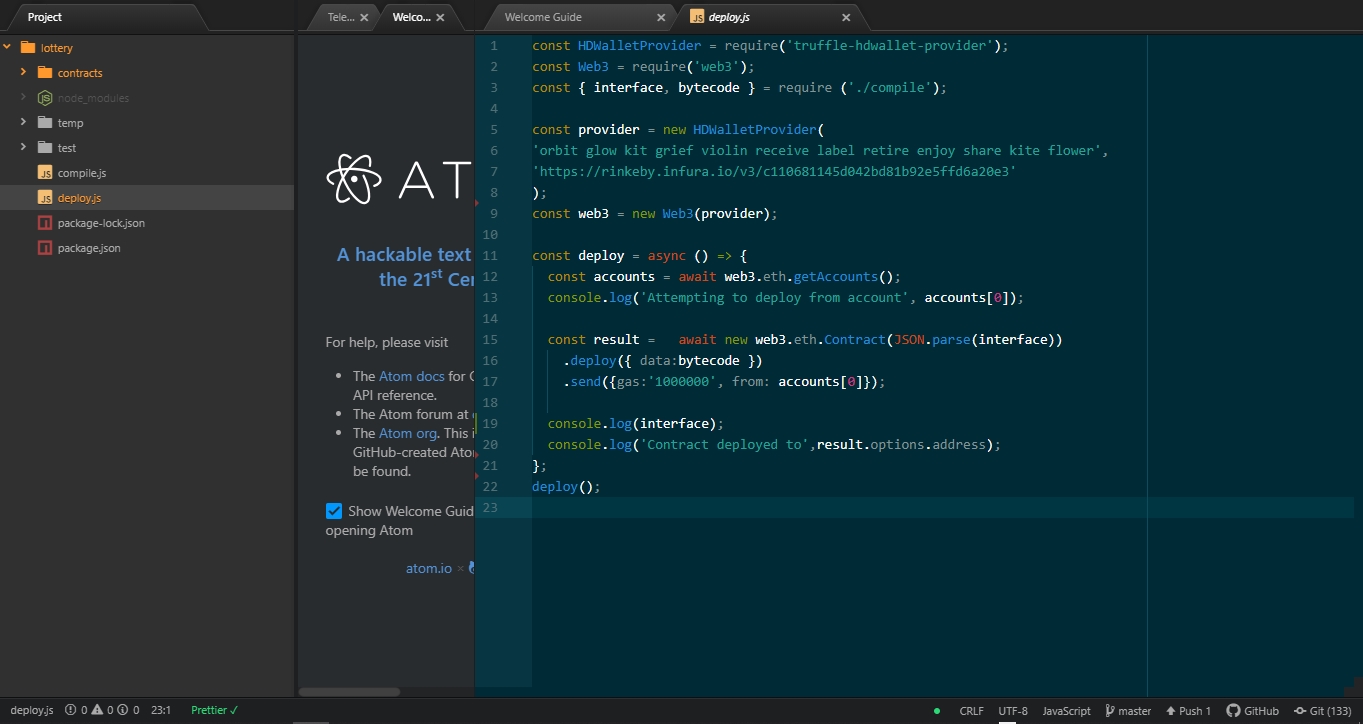 Project
Tele...
Welco...
Welcome Guide
deploy.js
lottery
contracts
node_modules
temp
test
compile.js
deploy.js
package-lock.json
package.json
AT
A hackable text
the 21st Cer
For help, please visit
The Atom docs for G
API reference.
The Atom forum at
The Atom org. This i
GitHub-created Aton
be found.
Show Welcome Guid
opening Atom
atom.io ×
1 const HDWalletProvider = require('truffle-hdwallet-provider');
2 const Web3 = require('web3');
3 const { interface, bytecode } = require ('./compile');
4
5 const provider = new HDWalletProvider(
6 'orbit glow kit grief violin receive label retire enjoy share kite flower',
7 'https://rinkeby.infura.io/v3/c110681145d042bd81b92e5ffd6a20e3'
8 );
9 const web3 = new Web3(provider);
10
11 const deploy = async () => {
12 const accounts = await web3.eth.getAccounts();
13 console.log('Attempting to deploy from account', accounts[0]);
14
15 const result = await new web3.eth.Contract(JSON.parse(interface))
16 .deploy({ data:bytecode })
17 .send({gas:'1000000', from: accounts[0]});
18
19 console.log(interface);
20 console.log('Contract deployed to',result.options.address);
21 };
22 deploy();
23
deploy.js 0 0 0 23:1 Prettier ✓ CRLF UTF-8 JavaScript master Push 1 GitHub Git (133)